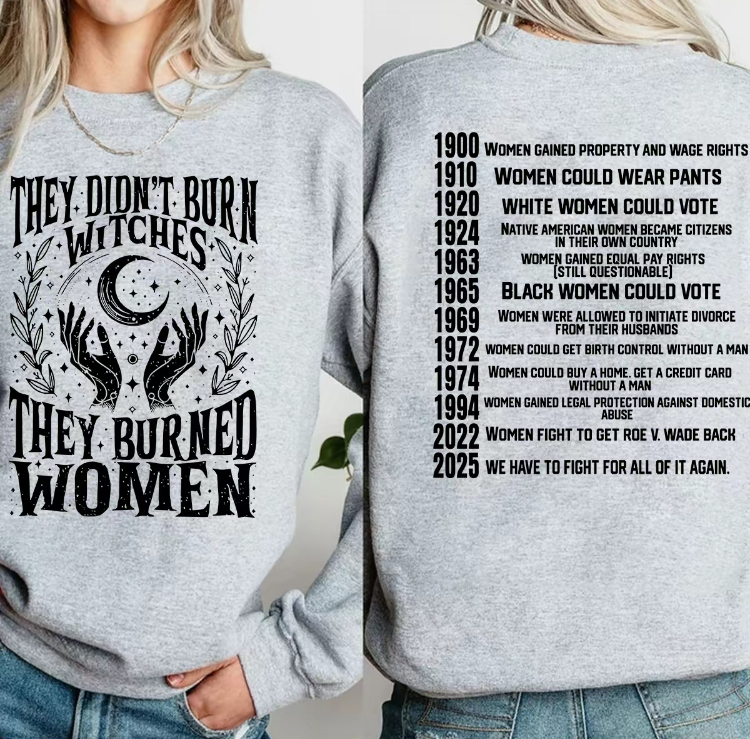 THEY DIDN'T BURN
WITCHES
THEY BURNED
WOMEN
1900 WOMEN GAINED PROPERTY AND WAGE RIGHTS
1910 WOMEN COULD WEAR PANTS
1920 WHITE WOMEN COULD VOTE
1924 NATIVE AMERICAN WOMEN BECAME CITIZENS
IN THEIR OWN COUNTRY
1963 WOMEN GAINED EQUAL PAY RIGHTS
[STILL QUESTIONABLE]
1965 BLACK WOMEN COULD VOTE
1969 WOMEN WERE ALLOWED TO INITIATE DIVORCE
FROM THEIR HUSBANDS
1972 WOMEN COULD GET BIRTH CONTROL WITHOUT A MAN
1974 WOMEN COULD BUY A HOME, GET A CREDIT CARD
WITHOUT A MAN
1994 WOMEN GAINED LEGAL PROTECTION AGAINST DOMESTIC
ABUSE
2022 WOMEN FIGHT TO GET ROE V. WADE BACK
2025 WE HAVE TO FIGHT FOR ALL OF IT AGAIN.